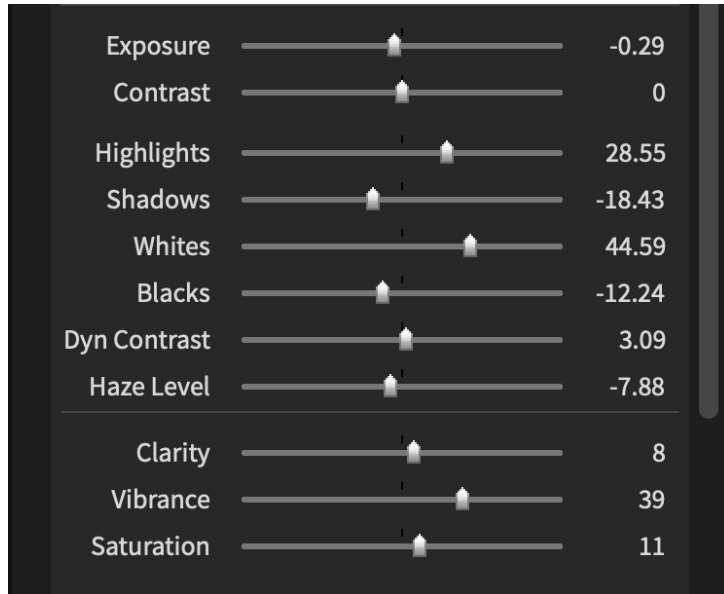 Exposure -0.29
Contrast 0
Highlights 28.55
Shadows -18.43
Whites 44.59
Blacks -12.24
Dyn Contrast 3.09
Haze Level -7.88
Clarity 8
Vibrance 39
Saturation 11